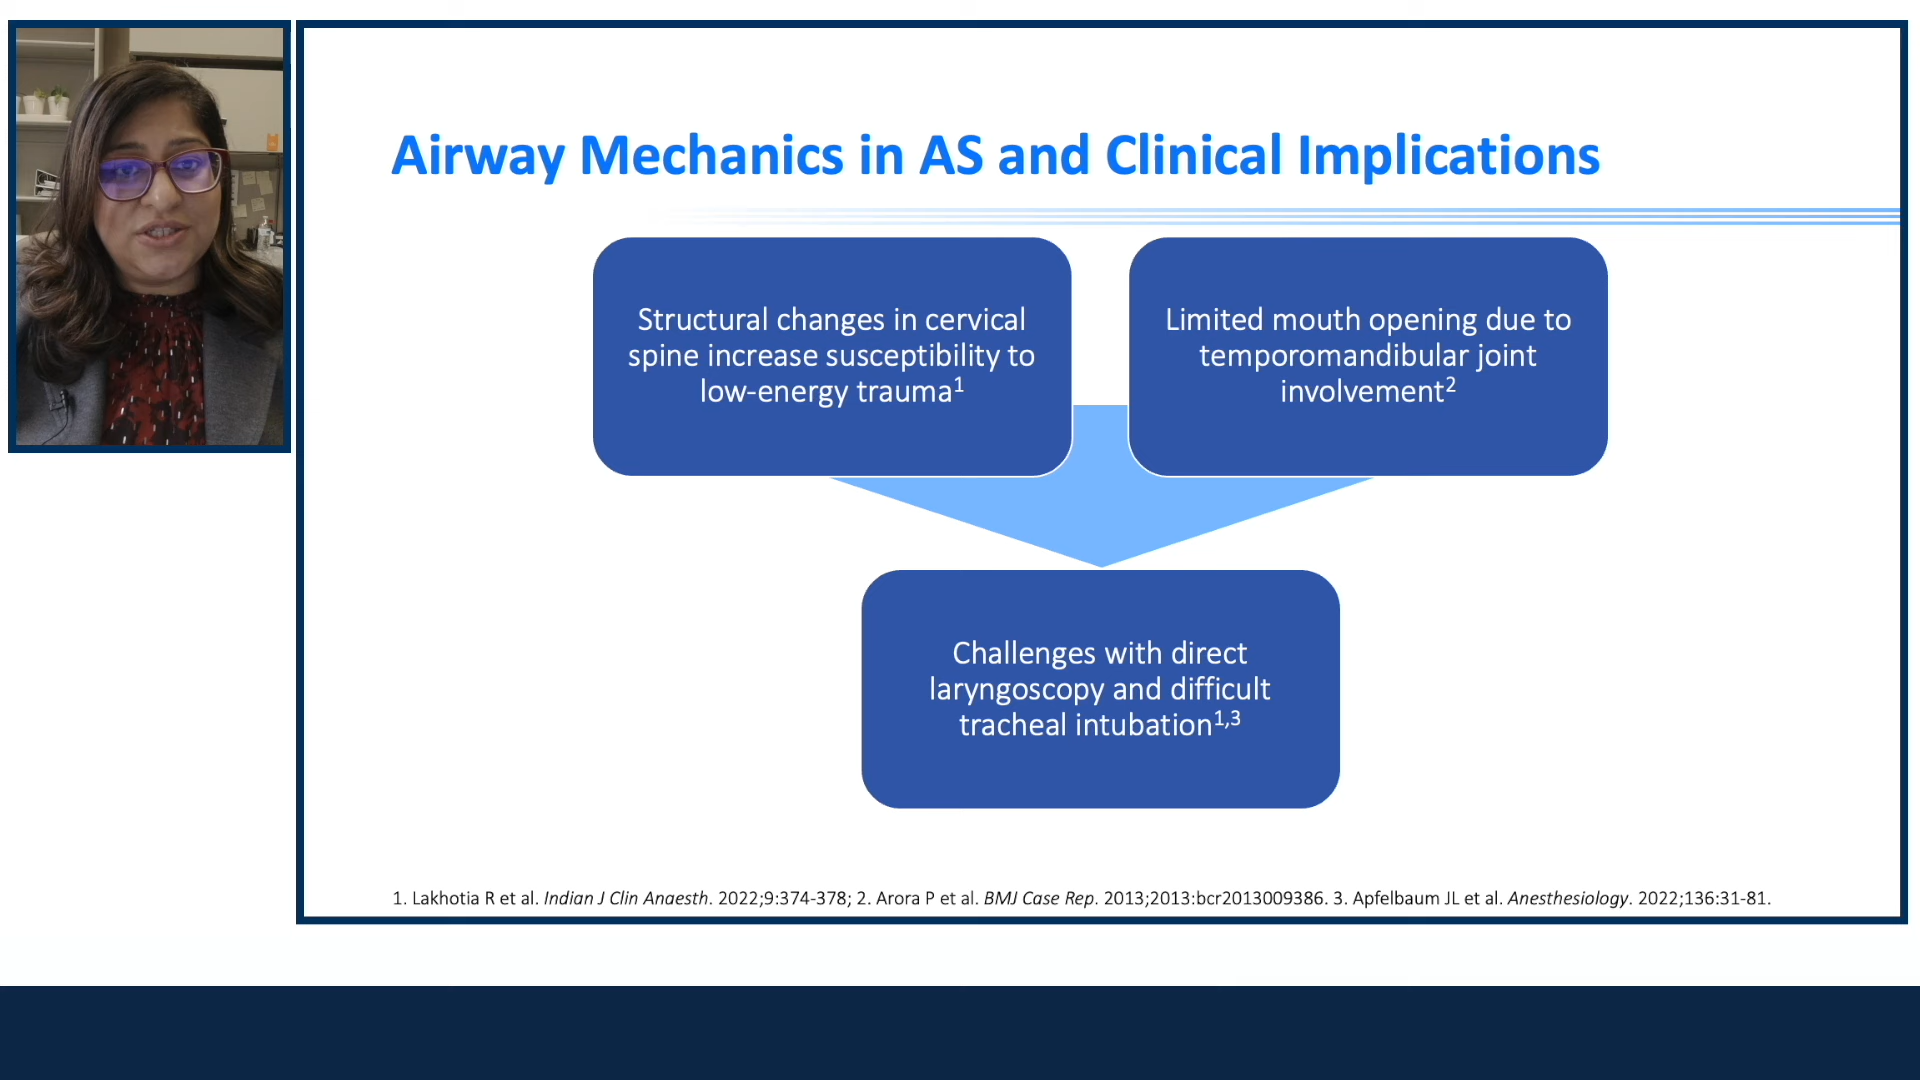 Airway Mechanics in AS and Clinical Implications
Structural changes in cervical
spine increase susceptibility to
low-energy trauma1
Limited mouth opening due to
temporomandibular joint
involvement2
Challenges with direct
laryngoscopy and difficult
tracheal intubation1,3
1. Lakhotia R et al. Indian J Clin Anaesth. 2022;9:374-378; 2. Arora P et al. BMJ Case Rep. 2013;2013:bcr2013009386. 3. Apfelbaum JL et al. Anesthesiology. 2022;136:31-81.